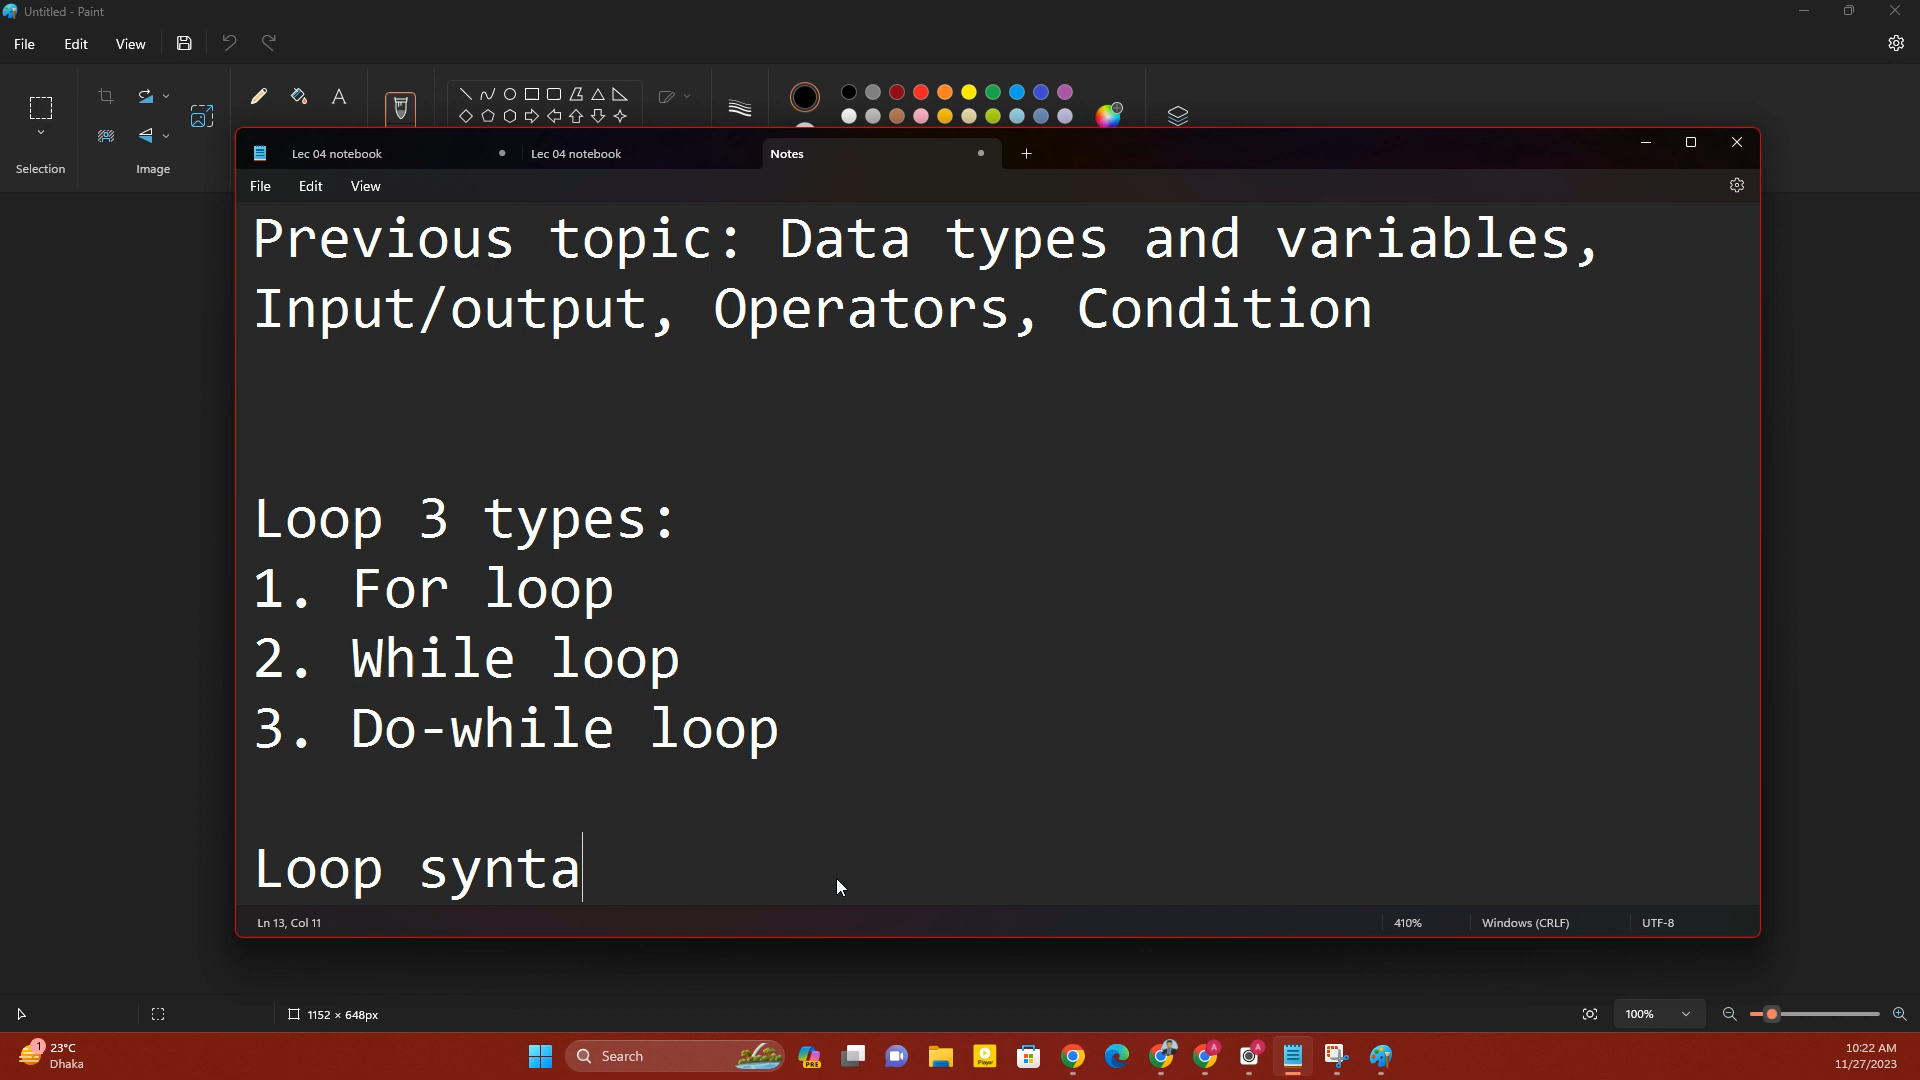 Untitled - Paint
File Edit View
Selection
Image
Lec 04 notebook
Lec 04 notebook
Notes
File Edit View
Previous topic: Data types and variables,
Input/output, Operators, Condition
Loop 3 types:
1. For loop
2. While loop
3. Do-while loop
Loop synta
Ln 13, Col 11
410%
Windows (CRLF)
UTF-8
1152 × 648px
100%
1
23°C
Dhaka
Search
PRE
Player
A
A
10:22 AM
11/27/2023